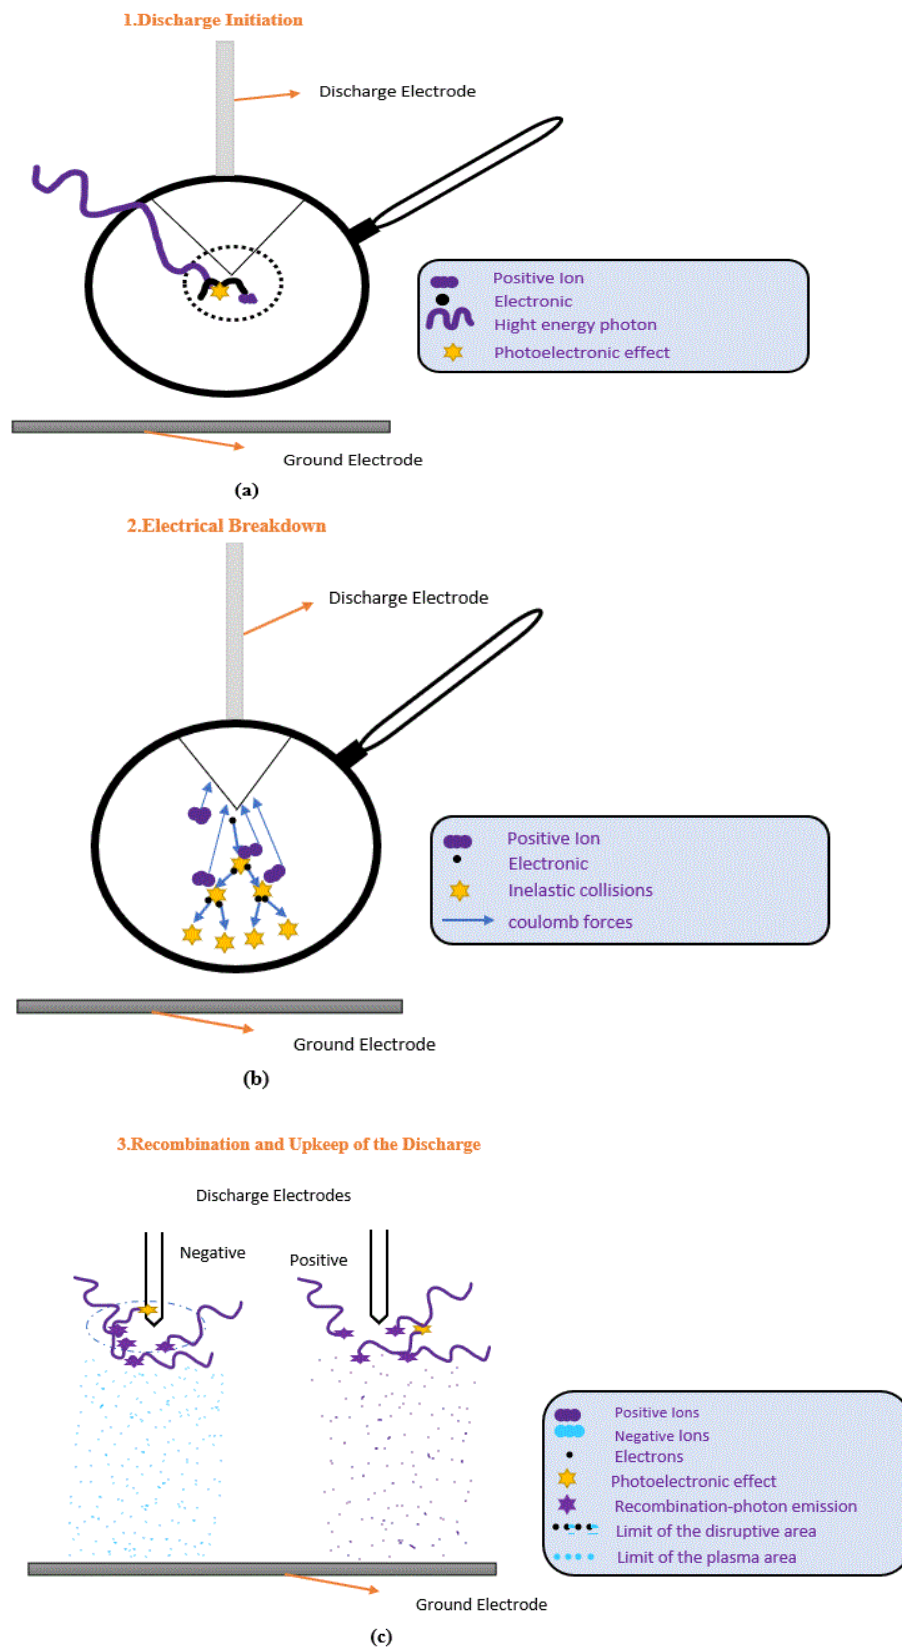 1.Discharge Initiation
Discharge Electrode
Positive Ion
Electronic
Hight energy photon
Photoelectronic effect
Ground Electrode
(a)
2.Electrical Breakdown
Discharge Electrode
Positive Ion
Electronic
Inelastic collisions
coulomb forces
Ground Electrode
(b)
3.Recombination and Upkeep of the Discharge
Discharge Electrodes
Negative
Positive
Positive Ions
Negative Ions
Electrons
Photoelectronic effect
Recombination-photon emission
Limit of the disruptive area
Limit of the plasma area
Ground Electrode
(c)